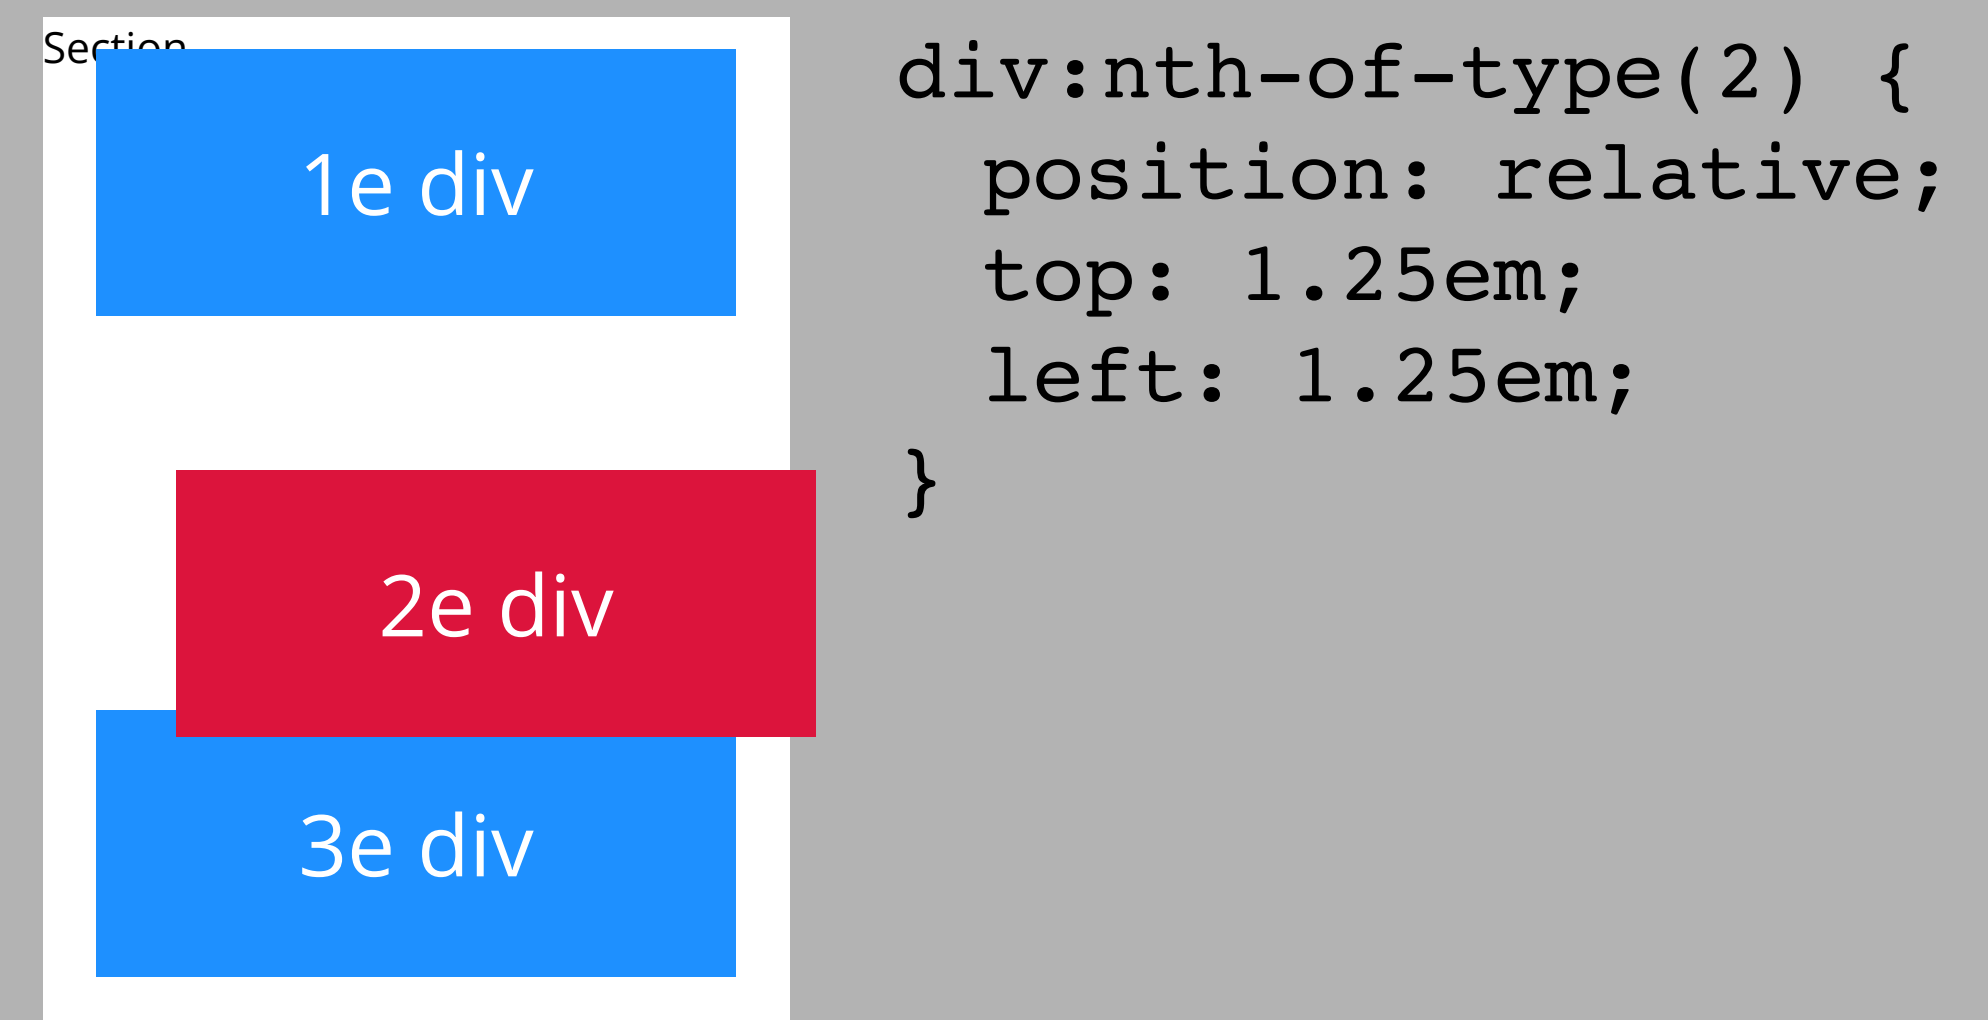 Section
1e div
2e div
3e div
div:nth-of-type(2) {
  position: relative;
  top: 1.25em;
  left: 1.25em;
}